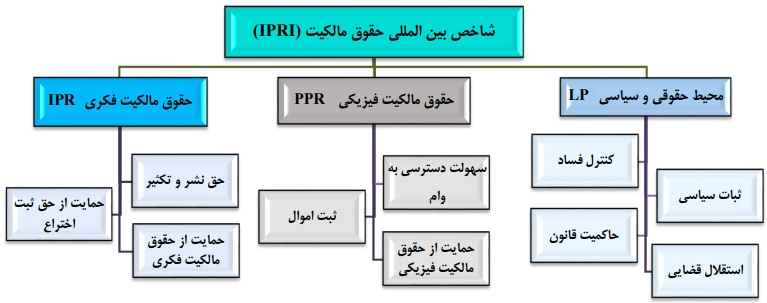 شاخص بین المللی حقوق مالکیت (IPRI)
محیط حقوقی و سیاسی LP
حقوق مالکیت فیزیکی PPR
حقوق مالکیت فکری IPR
کنترل فساد
ثبات سیاسی
حاکمیت قانون
استقلال قضایی
سهولت دسترسی به
وام
ثبت اموال
حمایت از حقوق
مالکیت فیزیکی
حق نشر و تکثیر
حمایت از حق ثبت
اختراع
حمایت از حقوق
مالکیت فکری